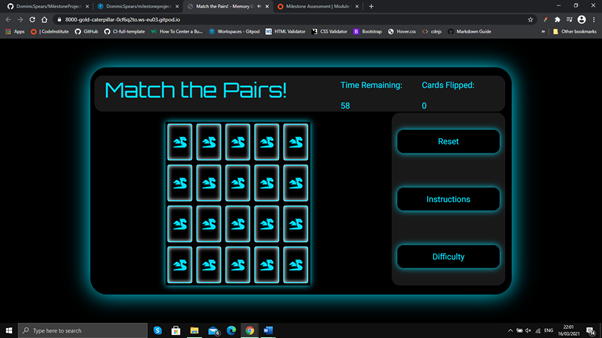 DominicSpears/MilestoneProjec
DominicSpears/milestoneprojec
Match the Pairs! - Memory
Milestone Assessment | Module
8000-gold-caterpillar-0cf6q2to.ws-eu03.gitpod.io
Apps
| CodeInstitute
GitHub
CI-full-template
How To Center a Bu...
Workspaces - Gitpod
HTML Validator
CSS Validator
Bootstrap
Hover.css
cdnjs
Markdown Guide
Other bookmarks
Match the Pairs!
Time Remaining:
Cards Flipped:
58
0
Reset
Instructions
Difficulty
Type here to search
ENG
22:01
16/03/2021